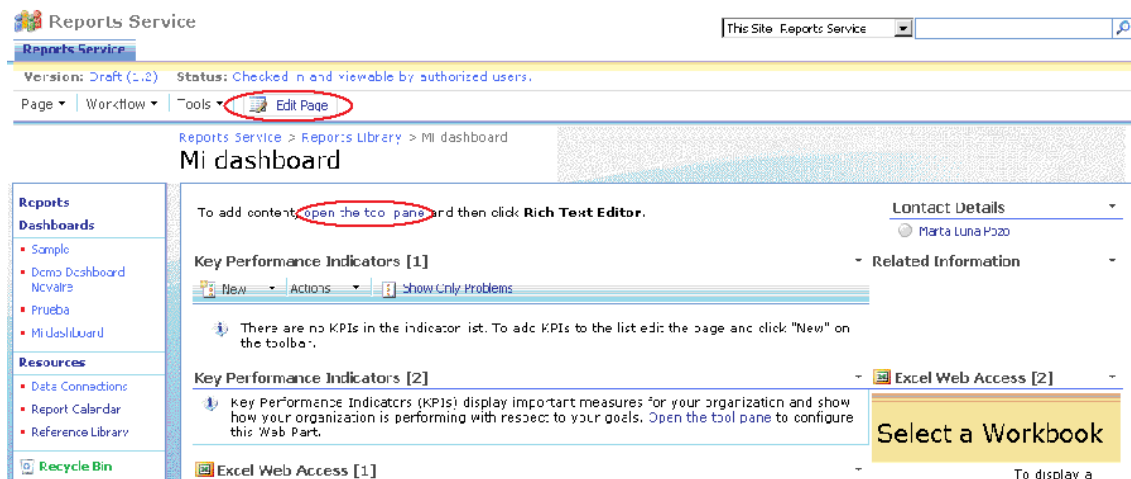 Reports Service
This Site: Reports Service
Reports Service
Version: Draft (1.2) Status: Checked in and viewable by authorized users.
Page Workflow Tools Edit Page
Reports Service > Reports Library > Mi dashboard
Mi dashboard
Reports
Dashboards
Sample
Demo Dashboard
Novaire
Prueba
Mi dashboard
Resources
Data Connections
Report Calendar
Reference Library
Recycle Bin
To add content, open the tool pane and then click Rich Text Editor.
Key Performance Indicators [1]
New Actions Show Only Problems
There are no KPIs in the indicator list. To add KPIs to the list edit the page and click "New" on
the toolbar.
Key Performance Indicators [2]
Key Performance Indicators (KPIs) display important measures for your organization and show
how your organization is performing with respect to your goals. Open the tool pane to configure
this Web Part.
Excel Web Access [1]
Contact Details
Marta Luna Pozo
Related Information
Excel Web Access [2]
Select a Workbook
To display a